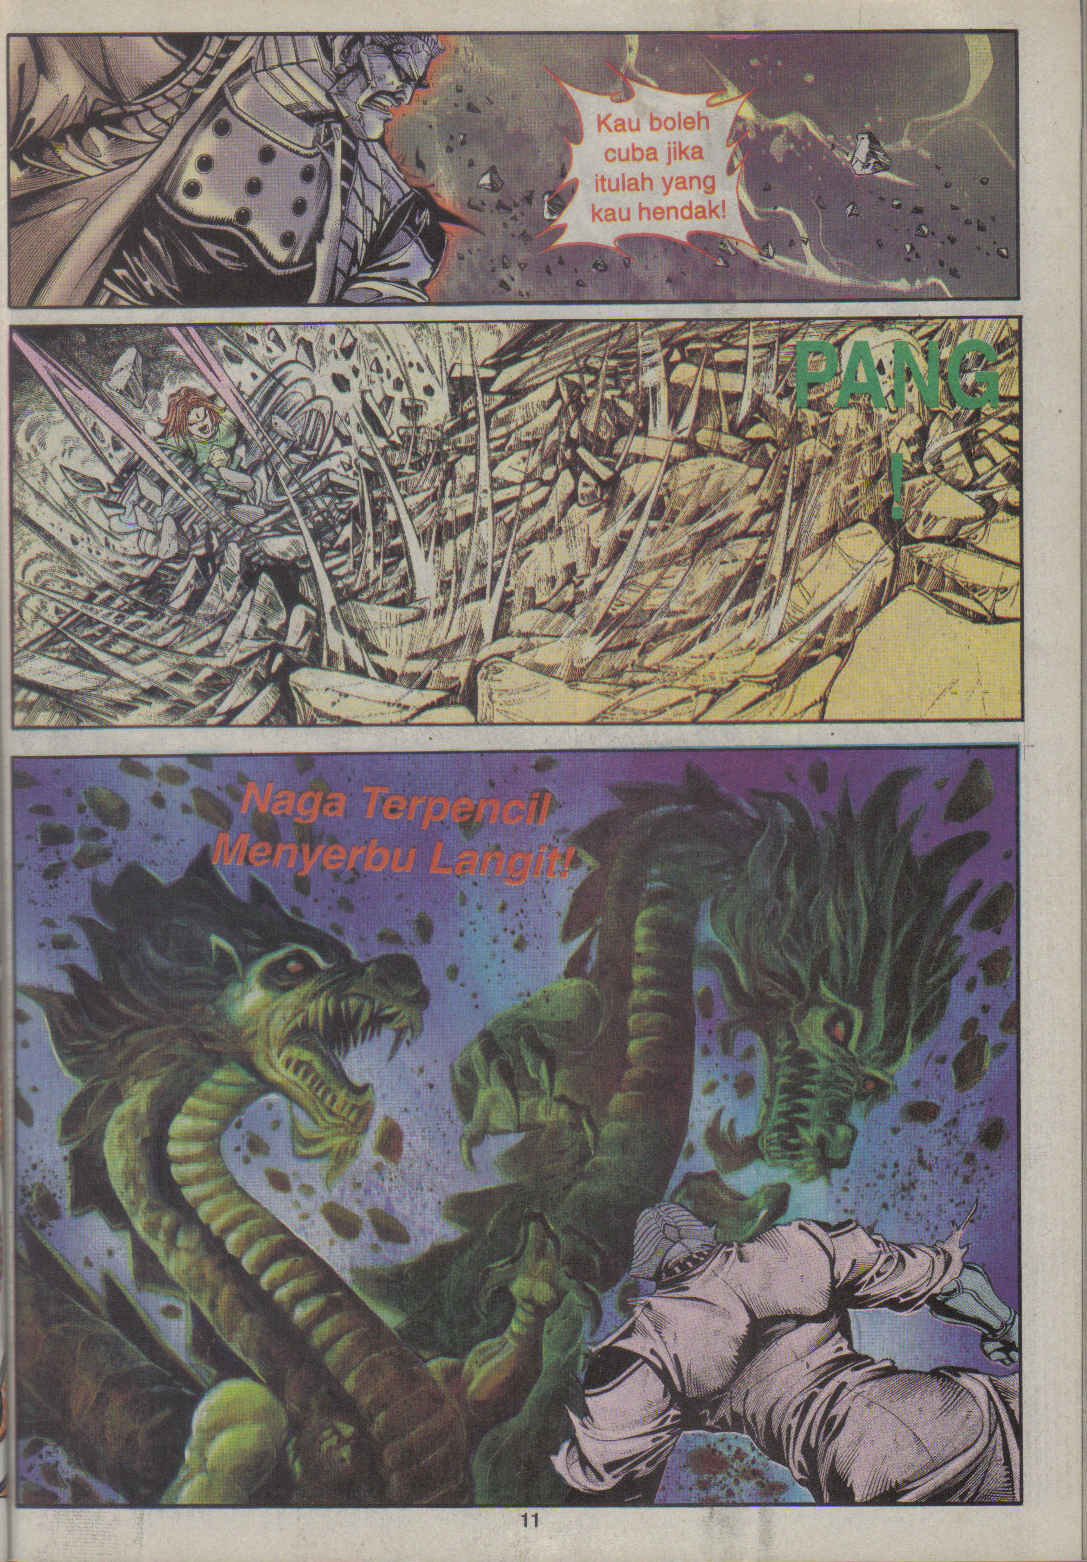 Kau boleh
cuba jika
itulah yang
kau hendak!
PANG
!
Naga Terpencil
Menyerbu Langit!
11